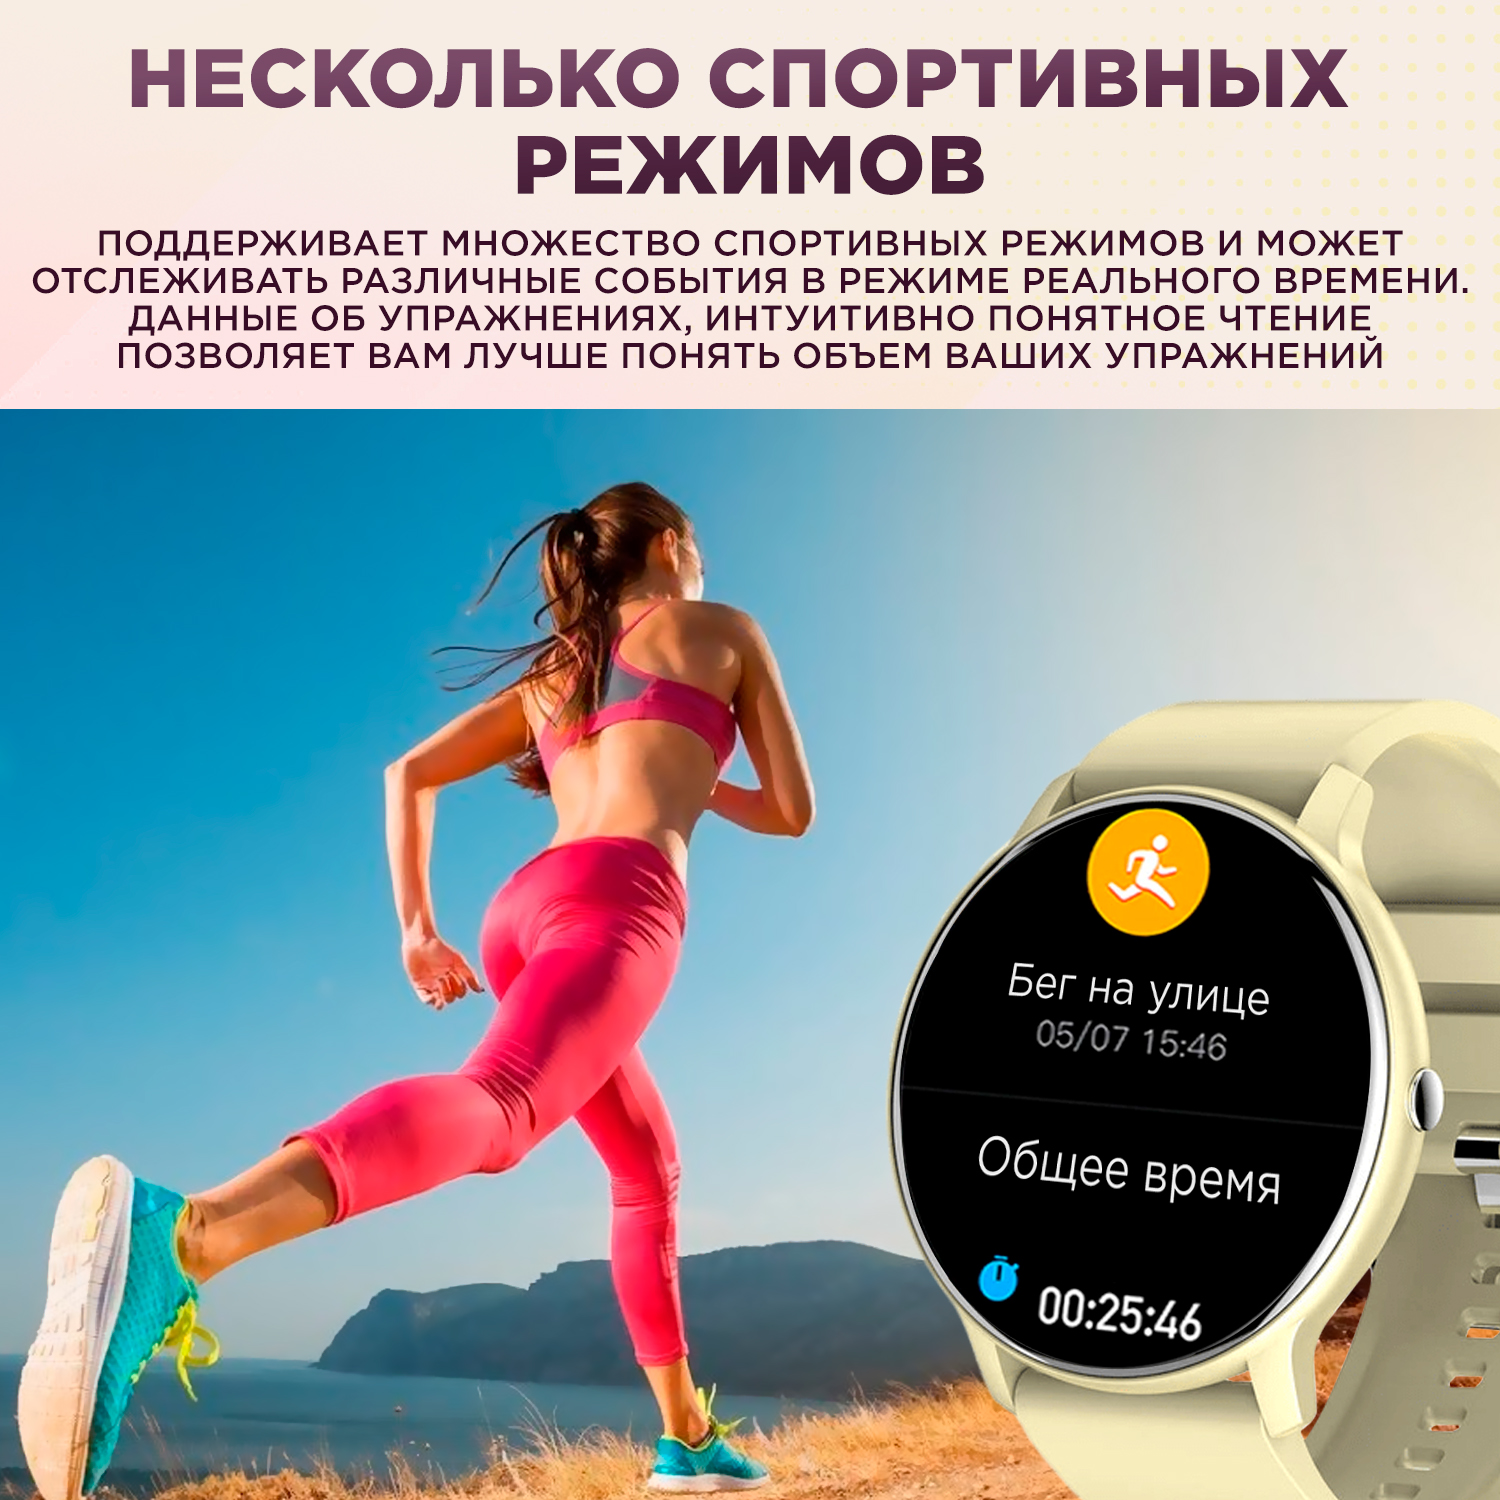 НЕСКОЛЬКО СПОРТИВНЫХ
РЕЖИМОВ
ПОДДЕРЖИВАЕТ МНОЖЕСТВО СПОРТИВНЫХ РЕЖИМОВ И МОЖЕТ
ОТСЛЕЖИВАТЬ РАЗЛИЧНЫЕ СОБЫТИЯ В РЕЖИМЕ РЕАЛЬНОГО ВРЕМЕНИ.
ДАННЫЕ ОБ УПРАЖНЕНИЯХ, ИНТУИТИВНО ПОНЯТНОЕ ЧТЕНИЕ
ПОЗВОЛЯЕТ ВАМ ЛУЧШЕ ПОНЯТЬ ОБЪЕМ ВАШИХ УПРАЖНЕНИЙ
Бег на улице
05/07 15:46
Общее время
00:25:46